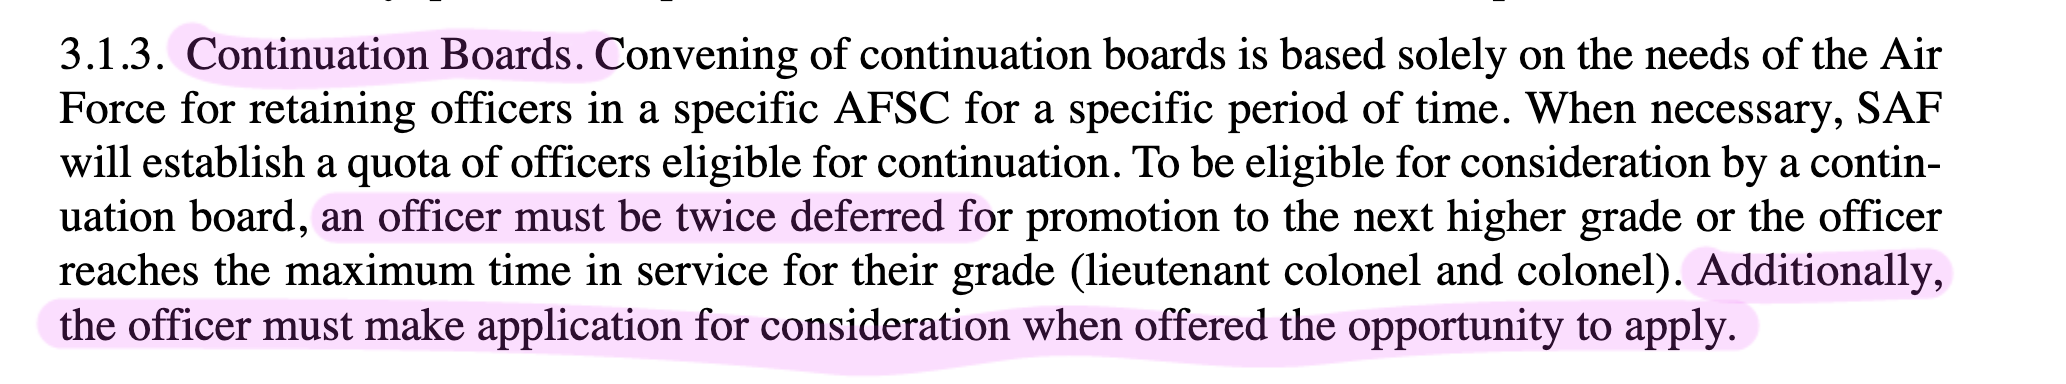 3.1.3. Continuation Boards. Convening of continuation boards is based solely on the needs of the Air
Force for retaining officers in a specific AFSC for a specific period of time. When necessary, SAF
will establish a quota of officers eligible for continuation. To be eligible for consideration by a contin-
uation board, an officer must be twice deferred for promotion to the next higher grade or the officer
reaches the maximum time in service for their grade (lieutenant colonel and colonel). Additionally,
the officer must make application for consideration when offered the opportunity to apply.